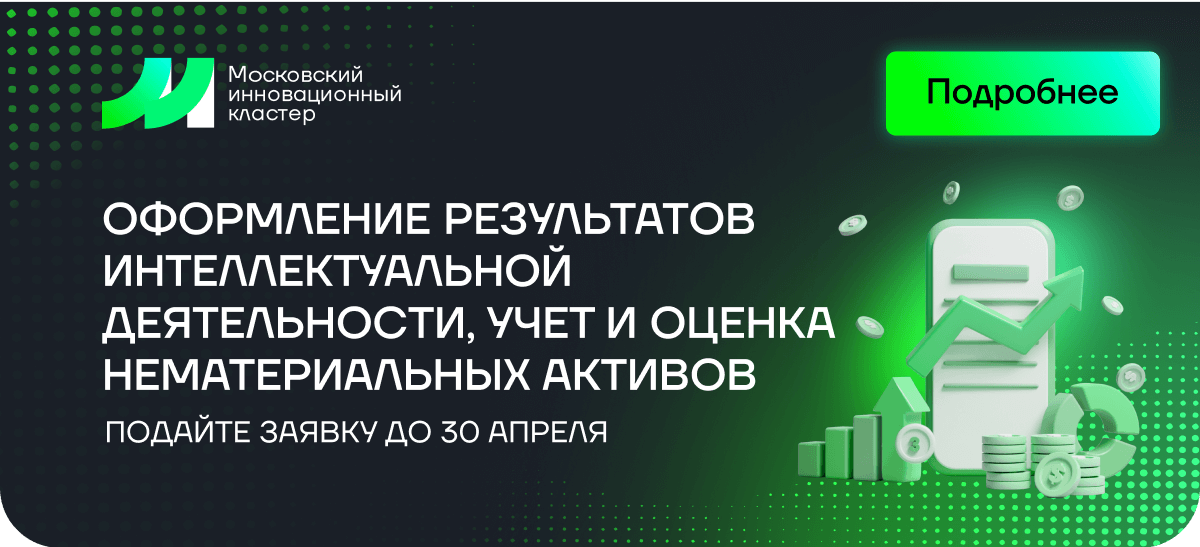 Московский
инновационный
кластер
Подробнее
ОФОРМЛЕНИЕ РЕЗУЛЬТАТОВ
ИНТЕЛЛЕКТУАЛЬНОЙ
ДЕЯТЕЛЬНОСТИ, УЧЕТ И ОЦЕНКА
НЕМАТЕРИАЛЬНЫХ АКТИВОВ
ПОДАЙТЕ ЗАЯВКУ ДО 30 АПРЕЛЯ